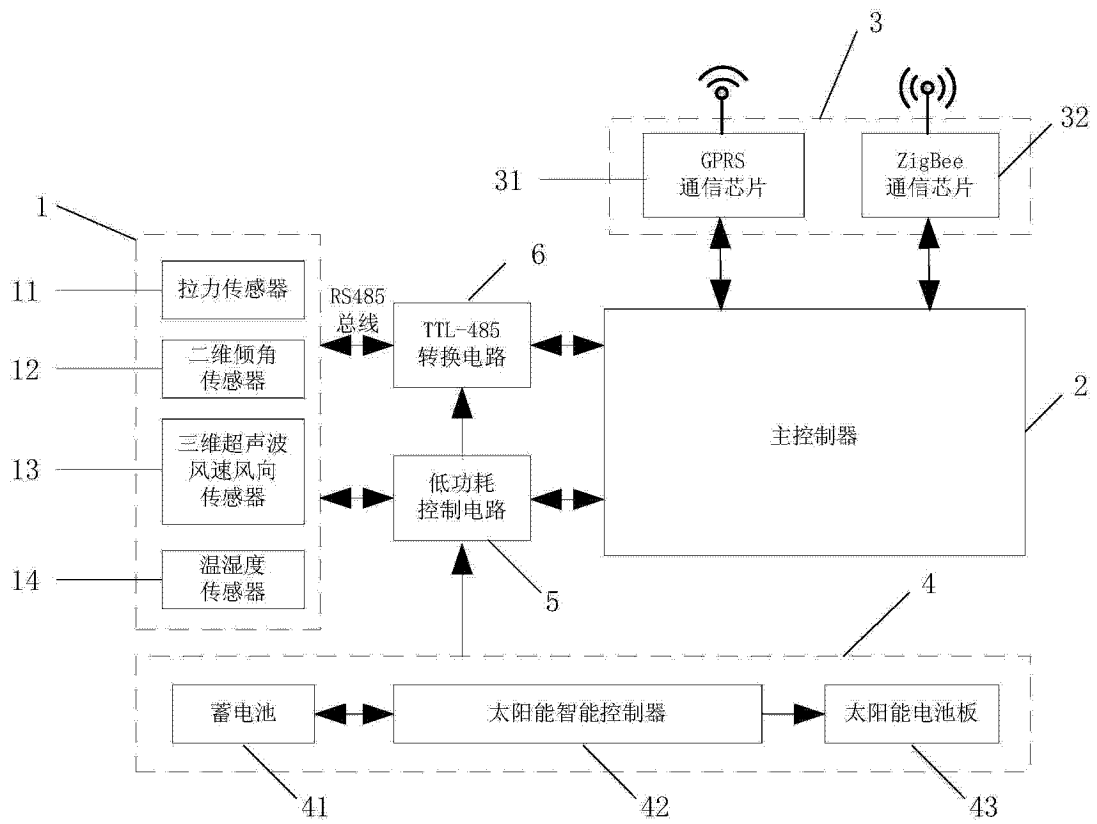 3
32
GPRS
通信芯片
ZigBee
通信芯片
31
1
6
11
拉力传感器
RS485
总线
TTL-485
转换电路
12
二维倾角
传感器
2
主控制器
13
三维超声波
风速风向
传感器
低功耗
控制电路
14
温湿度
传感器
5
4
蓄电池
太阳能智能控制器
太阳能电池板
41
42
43